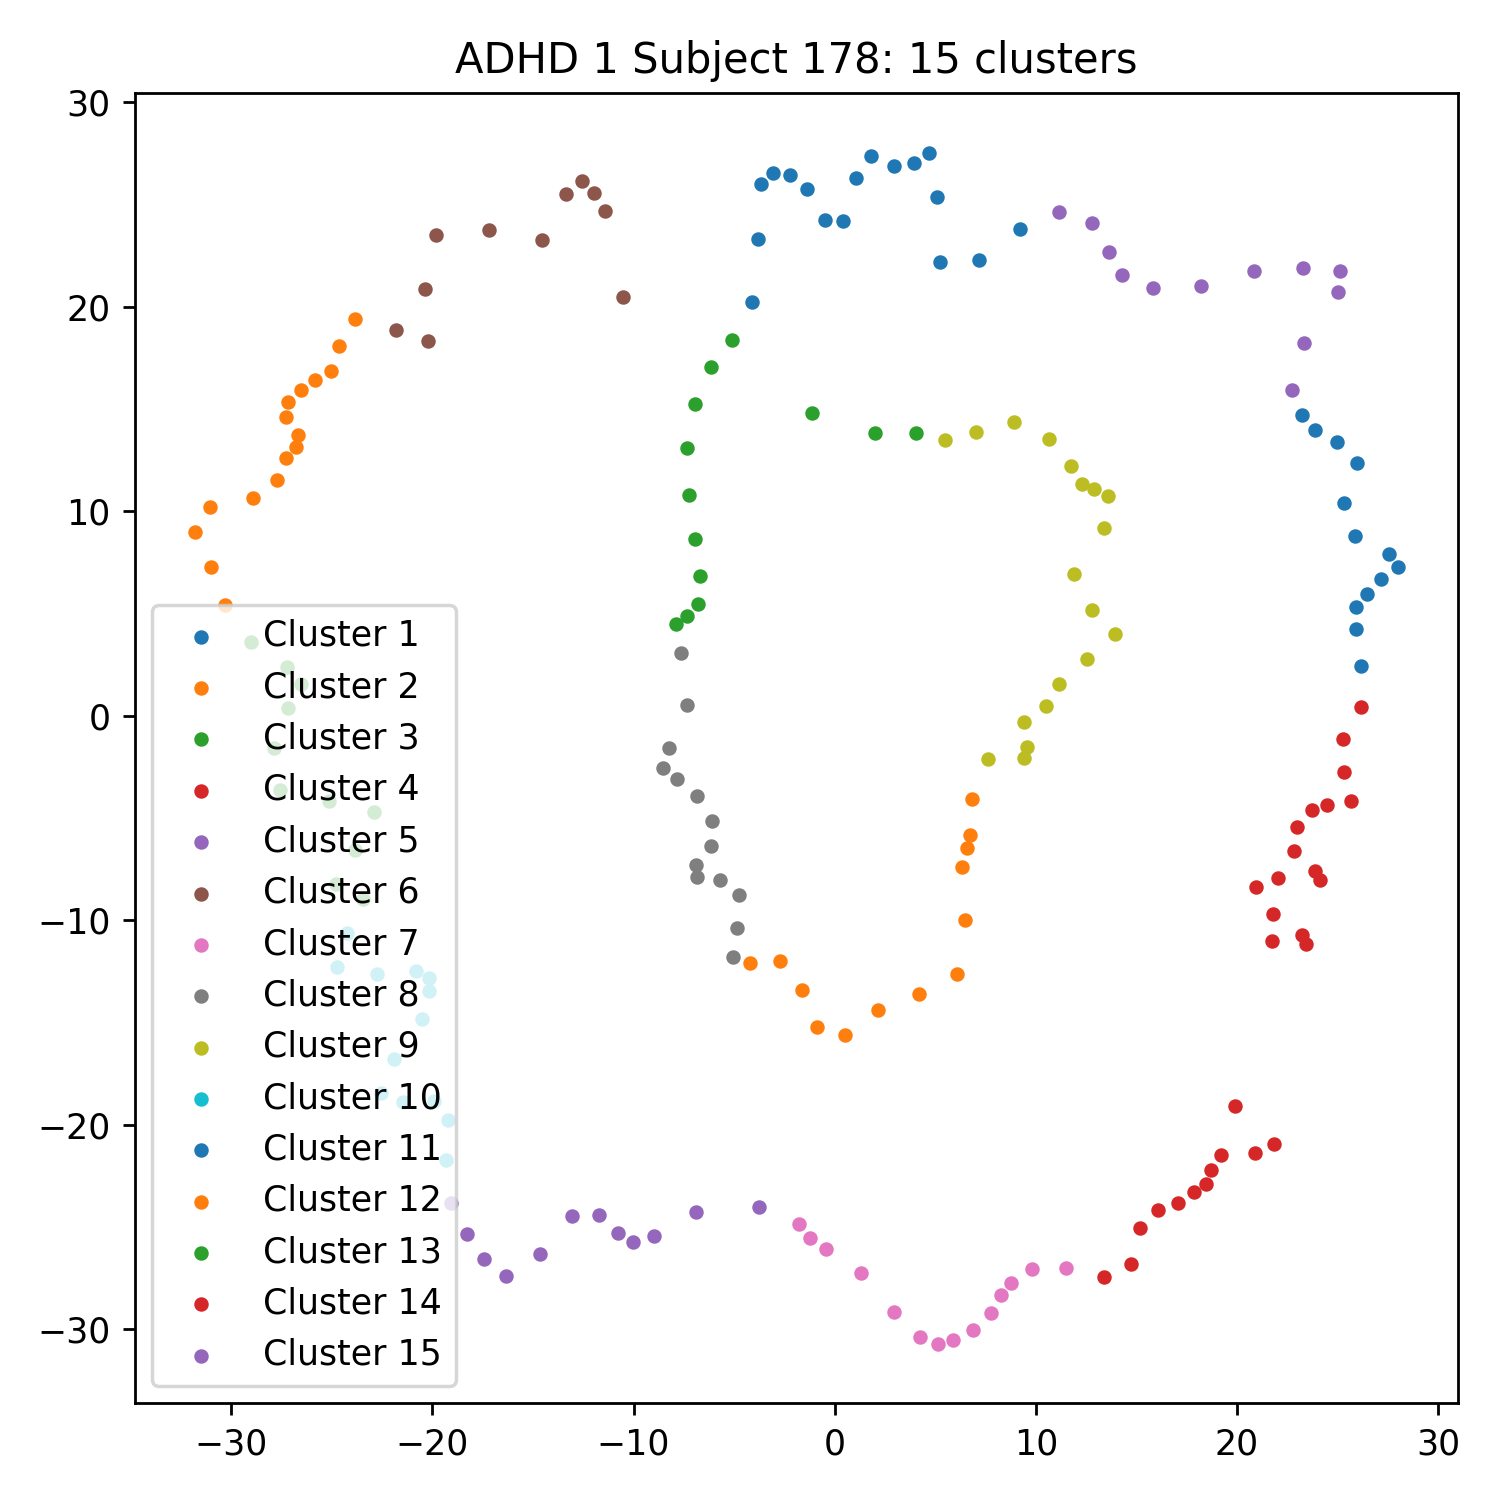 ADHD 1 Subject 178: 15 clusters
30
20
10
0
−10
−20
−30
Cluster 1
Cluster 2
Cluster 3
Cluster 4
Cluster 5
Cluster 6
Cluster 7
Cluster 8
Cluster 9
Cluster 10
Cluster 11
Cluster 12
Cluster 13
Cluster 14
Cluster 15
−30 −20 −10 0 10 20 30